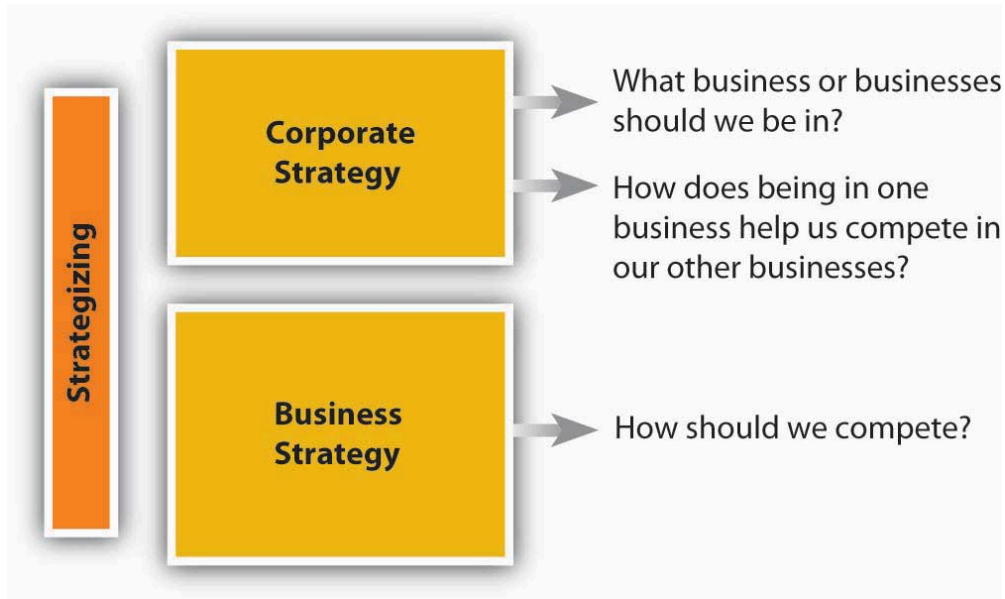 Strategizing
Corporate
Strategy
What business or businesses
should we be in?
How does being in one
business help us compete in
our other businesses?
Business
Strategy
How should we compete?